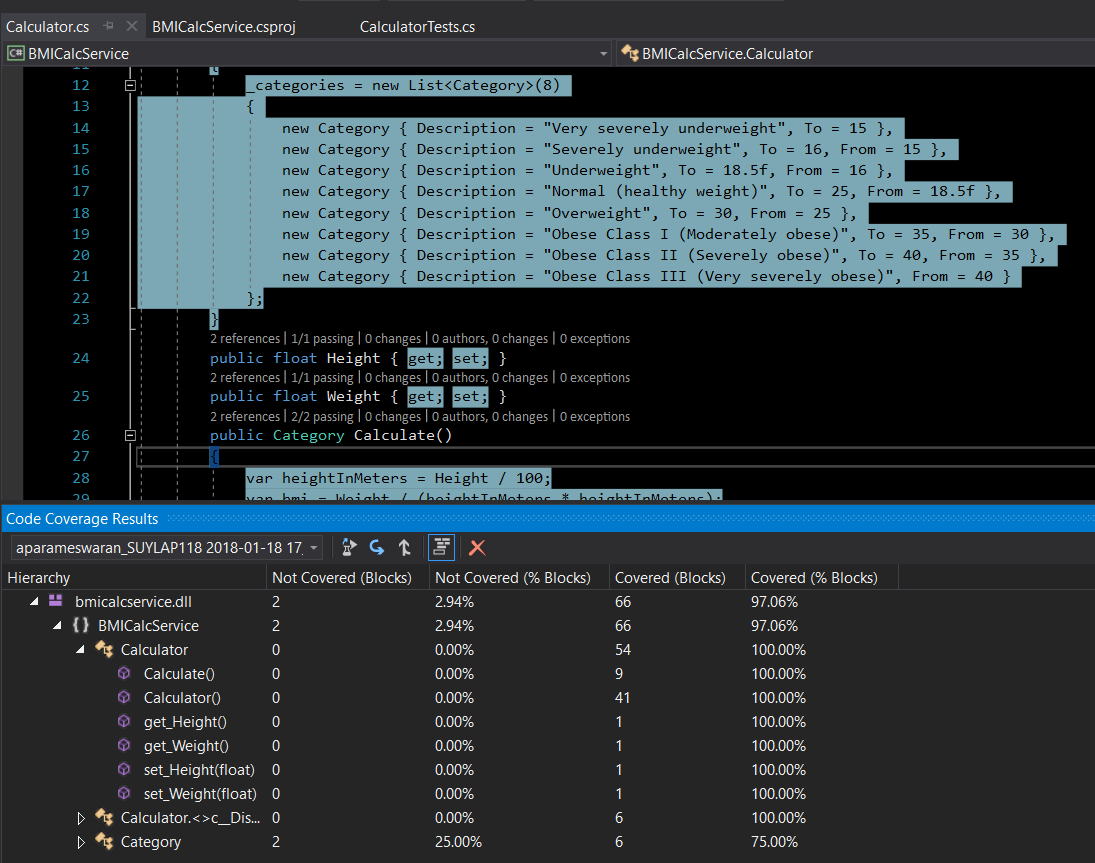 Calculator.cs BMICalcService.csproj CalculatorTests.cs
C# BMICalcService BMICalcService.Calculator
11 {
12 _categories = new List<Category>(8)
13 {
14 new Category { Description = "Very severely underweight", To = 15 },
15 new Category { Description = "Severely underweight", To = 16, From = 15 },
16 new Category { Description = "Underweight", To = 18.5f, From = 16 },
17 new Category { Description = "Normal (healthy weight)", To = 25, From = 18.5f },
18 new Category { Description = "Overweight", To = 30, From = 25 },
19 new Category { Description = "Obese Class I (Moderately obese)", To = 35, From = 30 },
20 new Category { Description = "Obese Class II (Severely obese)", To = 40, From = 35 },
21 new Category { Description = "Obese Class III (Very severely obese)", From = 40 }
22 };
23 }
2 references | 1/1 passing | 0 changes | 0 authors, 0 changes | 0 exceptions
24 public float Height { get; set; }
2 references | 1/1 passing | 0 changes | 0 authors, 0 changes | 0 exceptions
25 public float Weight { get; set; }
2 references | 2/2 passing | 0 changes | 0 authors, 0 changes | 0 exceptions
26 public Category Calculate()
27 {
28 var heightInMeters = Height / 100;
29 var bmi = Weight / (heightInMeters * heightInMeters);
Code Coverage Results
aparameswaran_SUYLAP118 2018-01-18 17_
Hierarchy Not Covered (Blocks) Not Covered (% Blocks) Covered (Blocks) Covered (% Blocks)
bmicalcservice.dll 2 2.94% 66 97.06%
{} BMICalcService 2 2.94% 66 97.06%
Calculator 0 0.00% 54 100.00%
Calculate() 0 0.00% 9 100.00%
Calculator() 0 0.00% 41 100.00%
get_Height() 0 0.00% 1 100.00%
get_Weight() 0 0.00% 1 100.00%
set_Height(float) 0 0.00% 1 100.00%
set_Weight(float) 0 0.00% 1 100.00%
Calculator.<>c__Dis... 0 0.00% 6 100.00%
Category 2 25.00% 6 75.00%